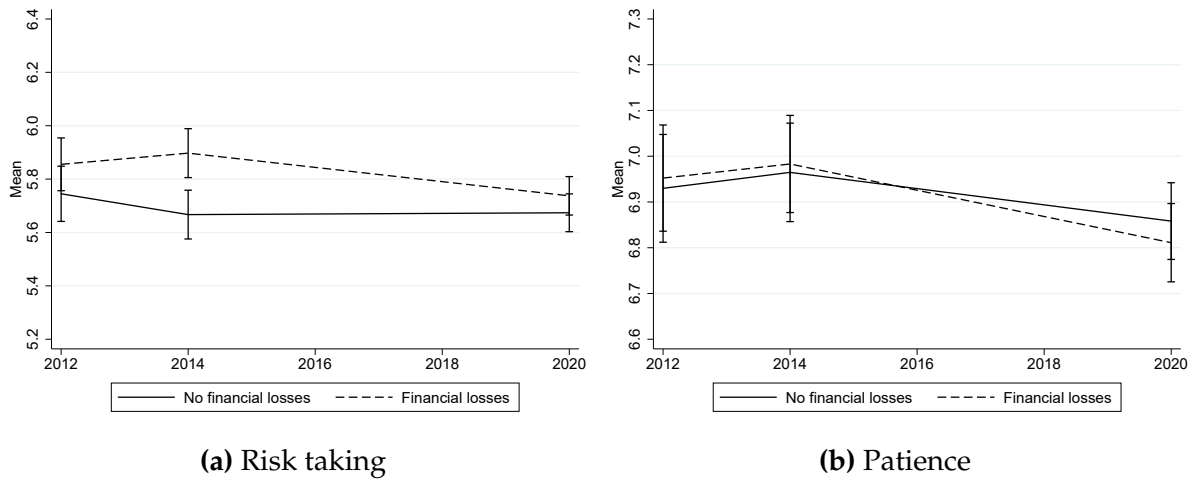 6.4
6.2
6.0
5.8
5.6
5.4
5.2
Mean
2012 2014 2016 2018 2020
No financial losses Financial losses
(a) Risk taking
7.3
7.2
7.1
7.0
6.9
6.8
6.7
6.6
Mean
2012 2014 2016 2018 2020
No financial losses Financial losses
(b) Patience